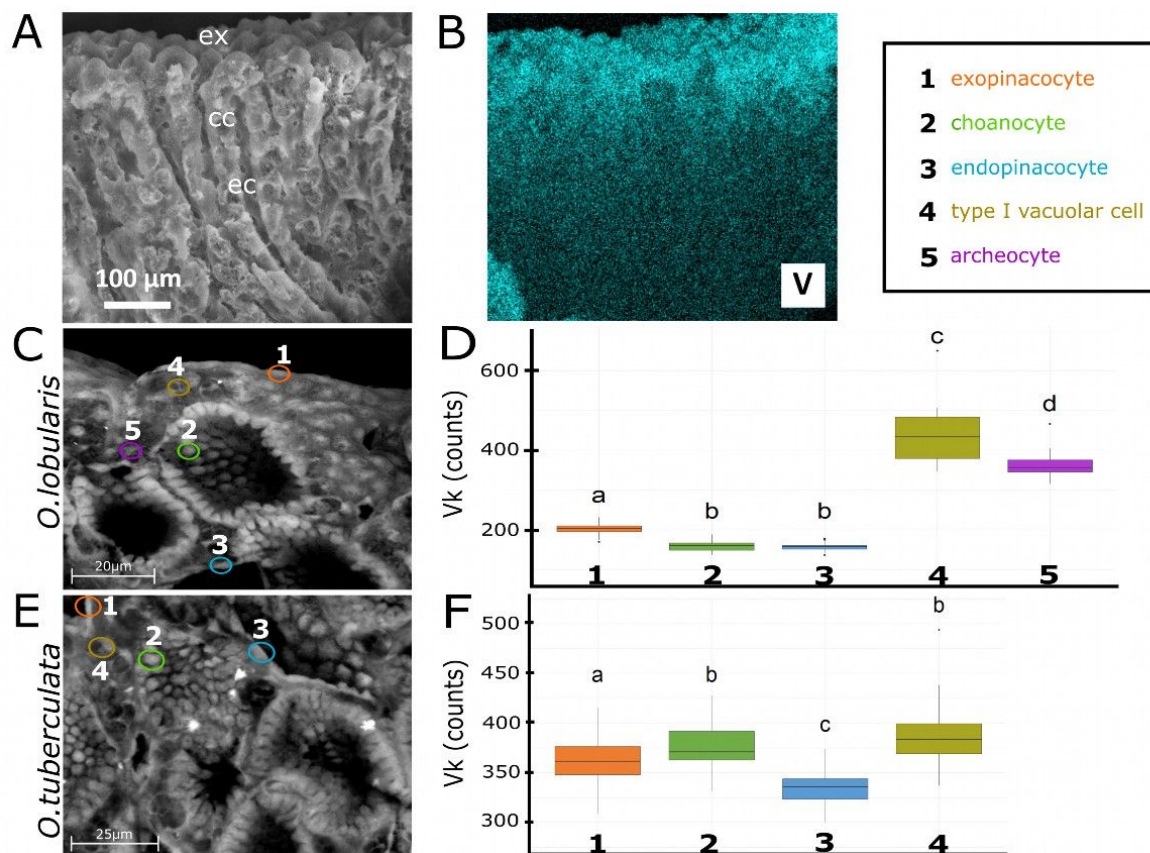 A
ex
cc
ec
100 µm
B
V
1 exopinacocyte
2 choanocyte
3 endopinacocyte
4 type I vacuolar cell
5 archeocyte
C
O.lobularis
4
1
5
2
3
20µm
D
Vk (counts)
600
400
200
a
b
b
c
d
1 2 3 4 5
E
O.tuberculata
1
2
3
4
25µm
F
Vk (counts)
500
450
400
350
300
a
b
c
b
1 2 3 4